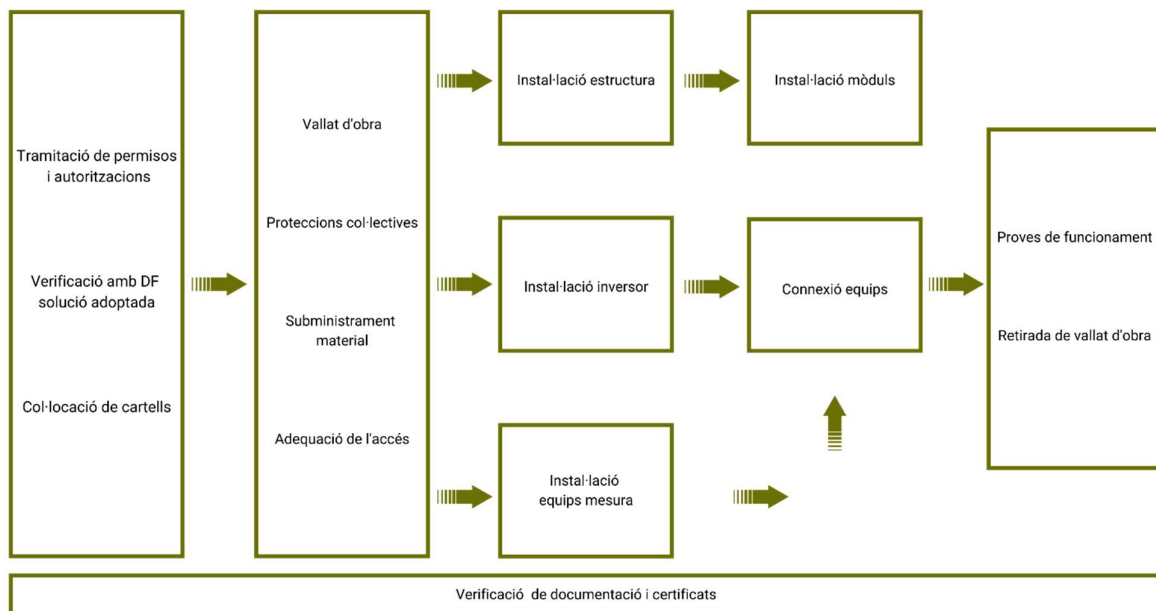 Tramitació de permisos
i autoritzacions
Verificació amb DF
solució adoptada
Col·locació de cartells
Vallat d'obra
Proteccions col·lectives
Subministrament
material
Adequació de l'accés
Instal·lació estructura
Instal·lació mòduls
Instal·lació inversor
Connexió equips
Instal·lació
equips mesura
Proves de funcionament
Retirada de vallat d'obra
Verificació de documentació i certificats